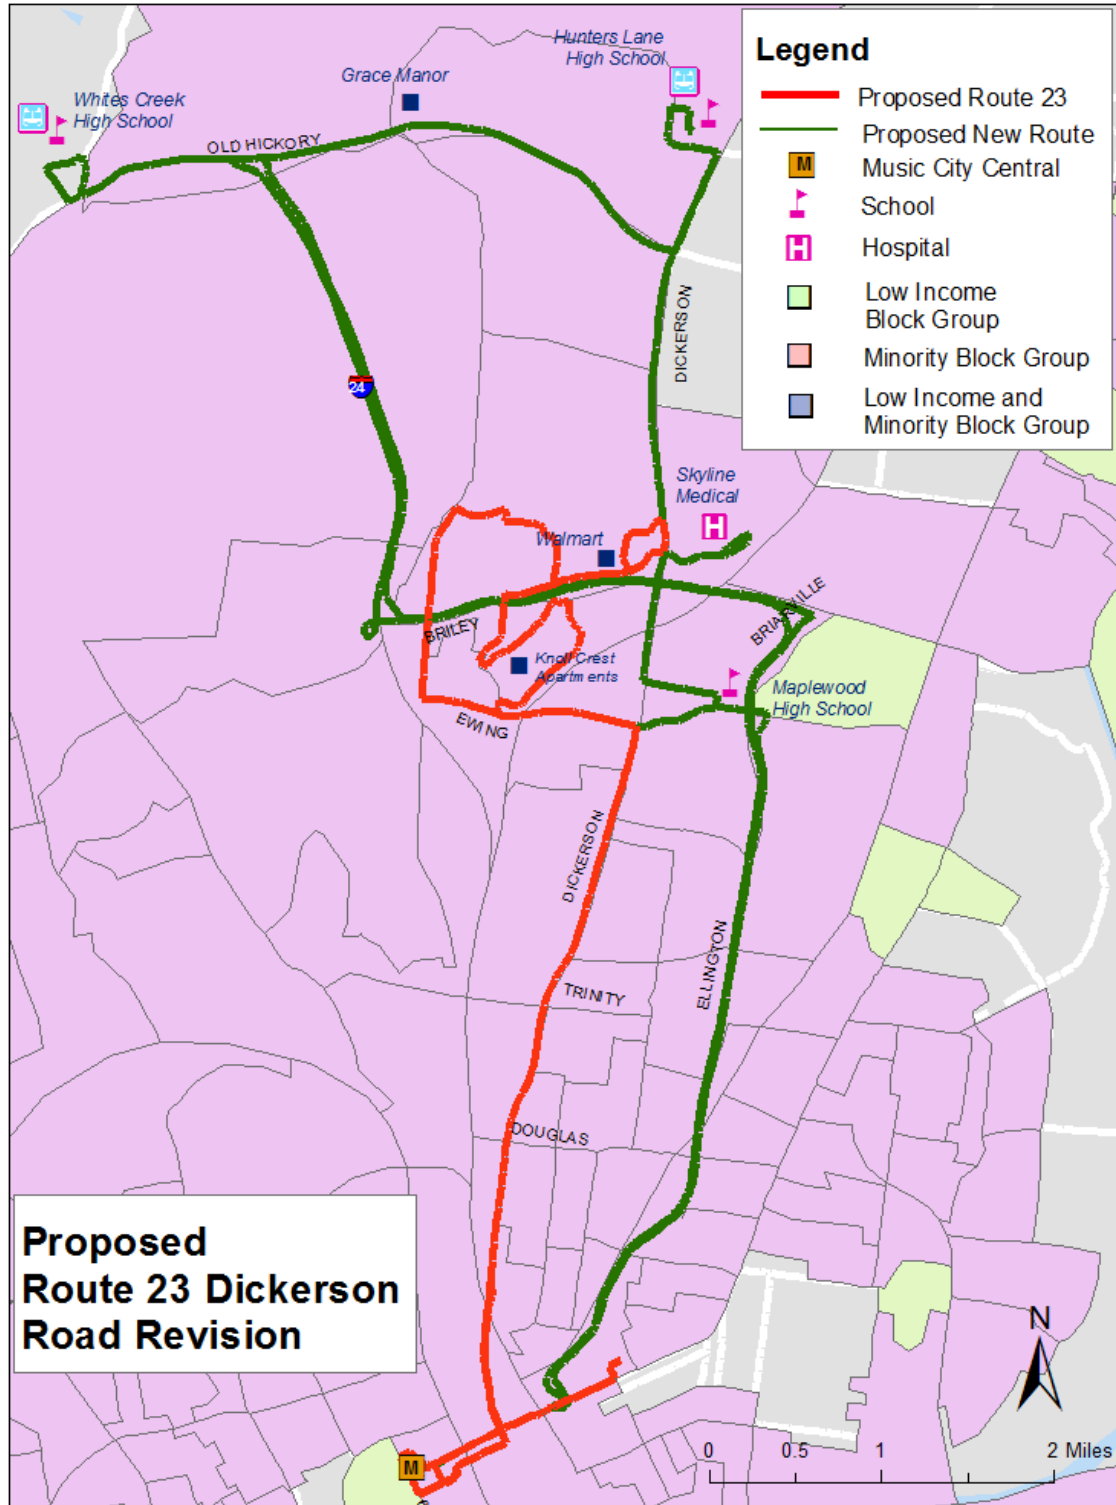 Hunters Lane
High School
Grace Manor
Whites Creek
High School
OLD HICKORY
Legend
Proposed Route 23
Proposed New Route
M
Music City Central
School
H
Hospital
Low Income
Block Group
Minority Block Group
Low Income and
Minority Block Group
DICKERSON
24
Skyline
Medical
H
Walmart
BRIARVILLE
BRILEY
Knoll Crest
Apartments
Maplewood
High School
EWING
DICKERSON
ELLINGTON
TRINITY
DOUGLAS
Proposed
Route 23 Dickerson
Road Revision
N
M
0 0.5 1 2 Miles